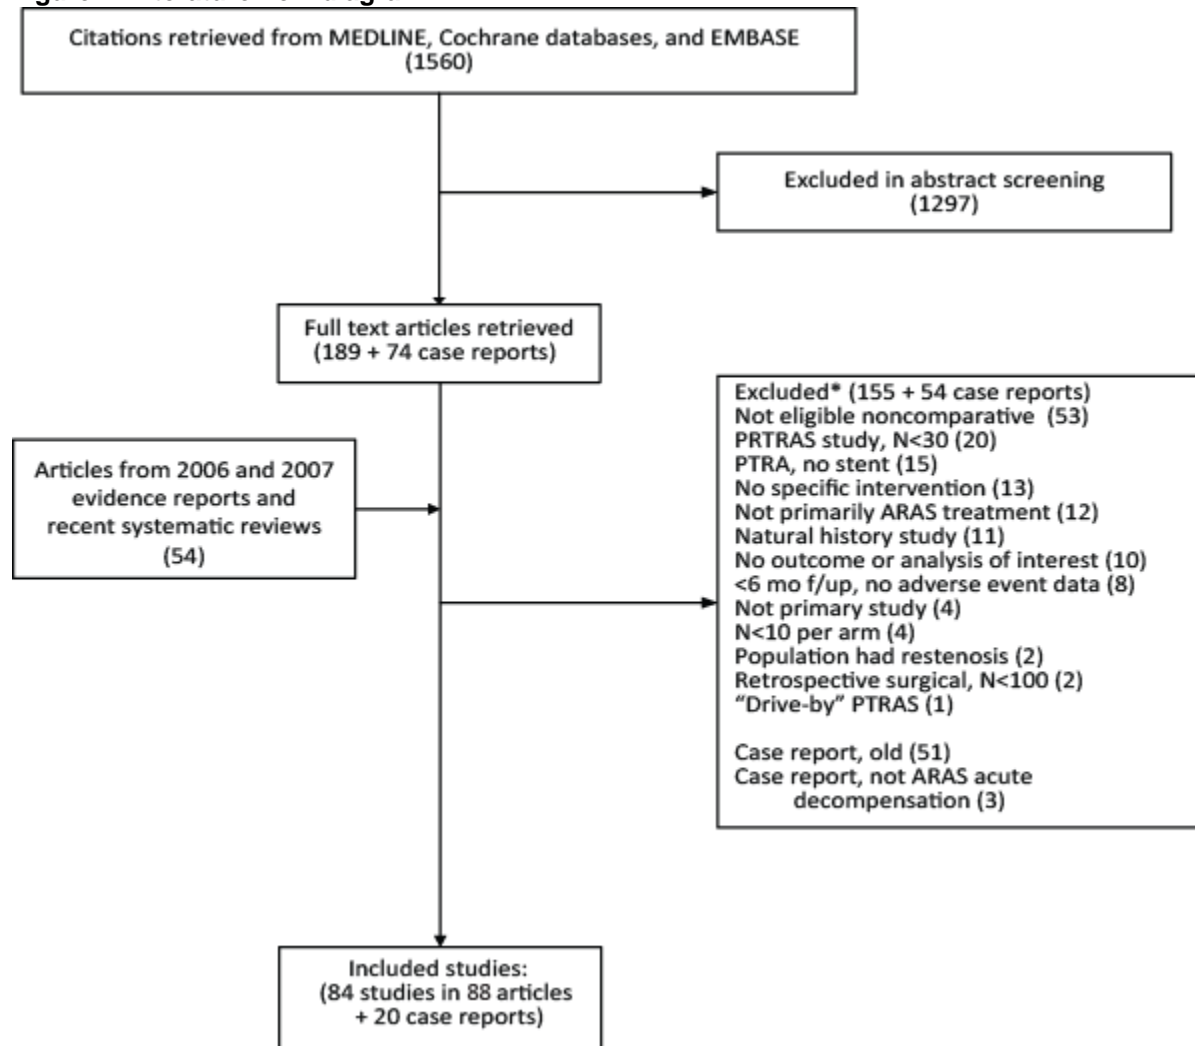 Citations retrieved from MEDLINE, Cochrane databases, and EMBASE
(1560)
Excluded in abstract screening
(1297)
Full text articles retrieved
(189 + 74 case reports)
Articles from 2006 and 2007
evidence reports and
recent systematic reviews
(54)
Excluded* (155 + 54 case reports)
Not eligible noncomparative (53)
PRTRAS study, N<30 (20)
PTRA, no stent (15)
No specific intervention (13)
Not primarily ARAS treatment (12)
Natural history study (11)
No outcome or analysis of interest (10)
<6 mo f/up, no adverse event data (8)
Not primary study (4)
N<10 per arm (4)
Population had restenosis (2)
Retrospective surgical, N<100 (2)
“Drive-by” PTRAS (1)
Case report, old (51)
Case report, not ARAS acute
decompensation (3)
Included studies:
(84 studies in 88 articles
+ 20 case reports)